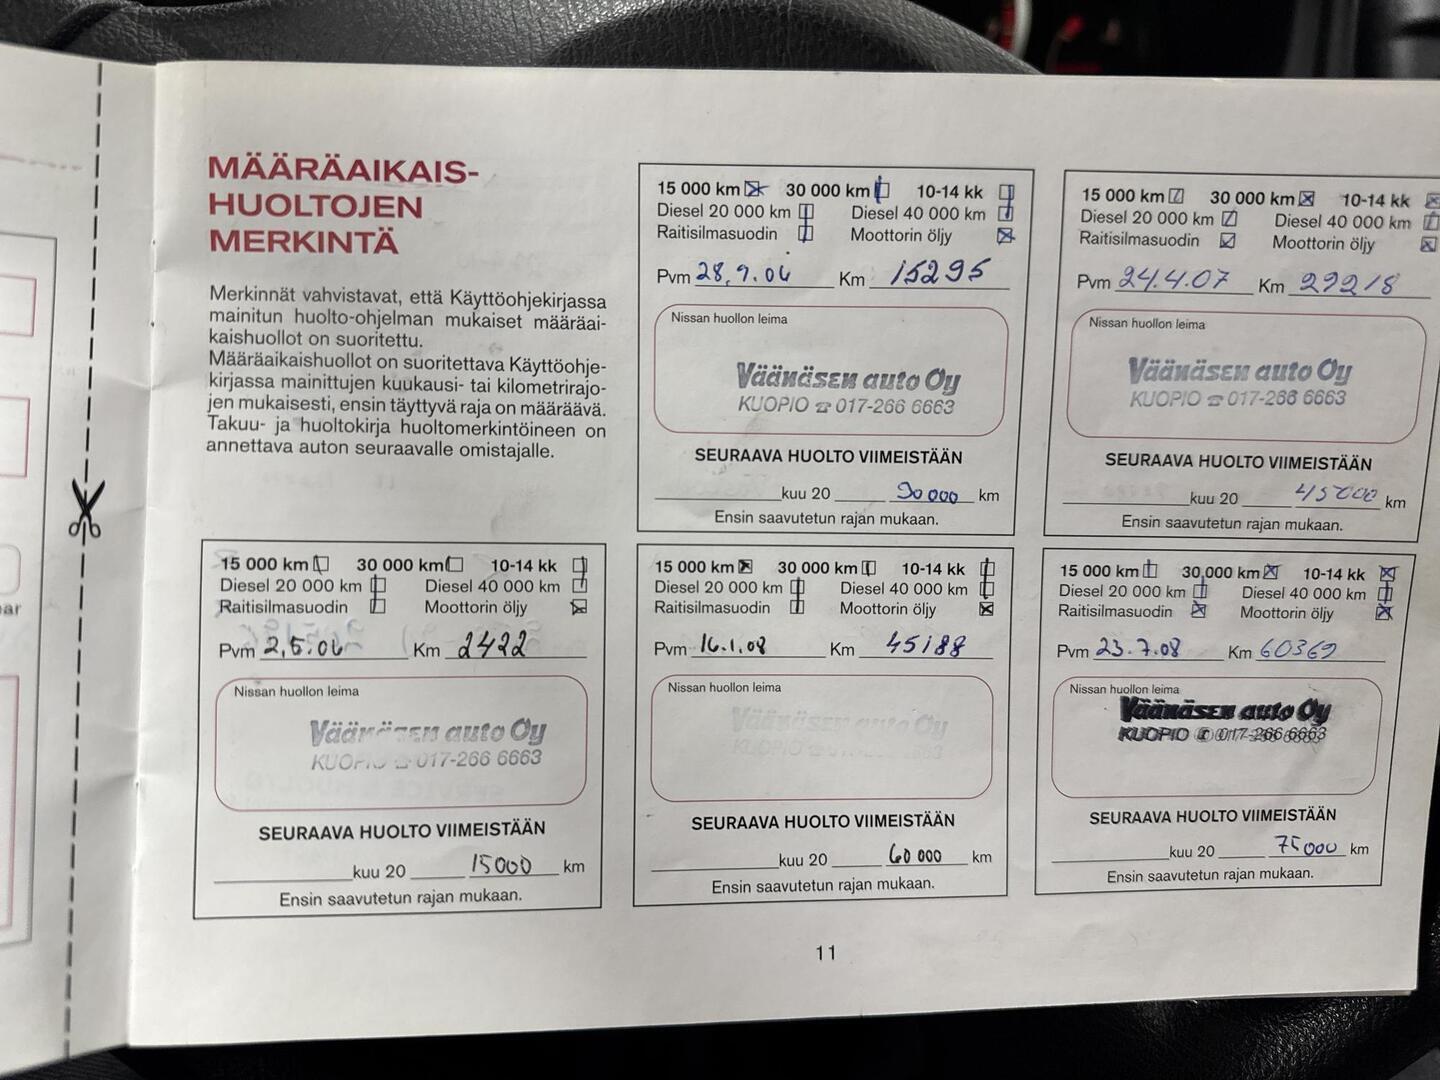 MÄÄRÄAIKAIS-
HUOLTOJEN
MERKINTÄ
Merkinnät vahvistavat, että Käyttöohjekirjassa
mainitun huolto-ohjelman mukaiset määräai-
kaishuollot on suoritettu.
Määräaikaishuollot on suoritettava Käyttöohje-
kirjassa mainittujen kuukausi- tai kilometrirajo-
jen mukaisesti, ensin täyttyvä raja on määräävä.
Takuu- ja huoltokirja huoltomerkintöineen on
annettava auton seuraavalle omistajalle.
15 000 km 30 000 km 10-14 kk
Diesel 20 000 km Diesel 40 000 km
Raitisilmasuodin Moottorin öljy
Pvm 2.5.06 Km 2422
Nissan huollon leima
Väänäsen auto Oy
KUOPIO ☎ 017-266 6663
SEURAAVA HUOLTO VIIMEISTÄÄN
kuu 20 15000 km
Ensin saavutetun rajan mukaan.
15 000 km 30 000 km 10-14 kk
Diesel 20 000 km Diesel 40 000 km
Raitisilmasuodin Moottorin öljy
Pvm 28.9.06 Km 15295
Nissan huollon leima
Väänäsen auto Oy
KUOPIO ☎ 017-266 6663
SEURAAVA HUOLTO VIIMEISTÄÄN
kuu 20 30000 km
Ensin saavutetun rajan mukaan.
15 000 km 30 000 km 10-14 kk
Diesel 20 000 km Diesel 40 000 km
Raitisilmasuodin Moottorin öljy
Pvm 24.4.07 Km 29218
Nissan huollon leima
Väänäsen auto Oy
KUOPIO ☎ 017-266 6663
SEURAAVA HUOLTO VIIMEISTÄÄN
kuu 20 45000 km
Ensin saavutetun rajan mukaan.
15 000 km 30 000 km 10-14 kk
Diesel 20 000 km Diesel 40 000 km
Raitisilmasuodin Moottorin öljy
Pvm 16.1.08 Km 45188
Nissan huollon leima
Väänäsen auto Oy
KUOPIO ☎ 017-266 6663
SEURAAVA HUOLTO VIIMEISTÄÄN
kuu 20 60 000 km
Ensin saavutetun rajan mukaan.
15 000 km 30 000 km 10-14 kk
Diesel 20 000 km Diesel 40 000 km
Raitisilmasuodin Moottorin öljy
Pvm 23.7.08 Km 60369
Nissan huollon leima
Väänäsen auto Oy
KUOPIO ✆ 017-266 6663
SEURAAVA HUOLTO VIIMEISTÄÄN
kuu 20 75000 km
Ensin saavutetun rajan mukaan.
11